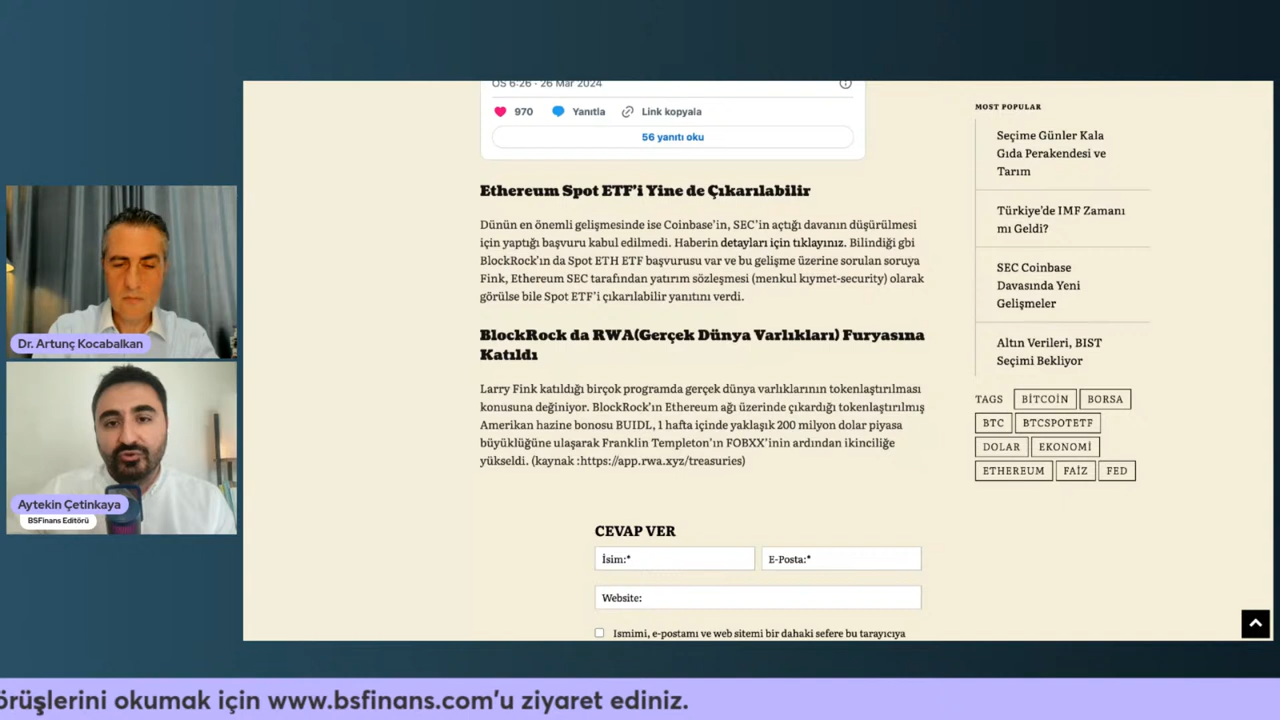 OS 6:26 · 26 Mar 2024
970 Yanıtla Link kopyala
56 yanıtı oku
Ethereum Spot ETF'i Yine de Çıkarılabilir
Dünün en önemli gelişmesinde ise Coinbase'in, SEC'in açtığı davanın düşürülmesi
için yaptığı başvuru kabul edilmedi. Haberin detayları için tıklayınız. Bilindiği gbi
BlockRock'ın da Spot ETH ETF başvurusu var ve bu gelişme üzerine sorulan soruya
Fink, Ethereum SEC tarafından yatırım sözleşmesi (menkul kıymet-security) olarak
görülse bile Spot ETF'i çıkarılabilir yanıtını verdi.
BlockRock da RWA(Gerçek Dünya Varlıkları) Furyasına
Katıldı
Larry Fink katıldığı birçok programda gerçek dünya varlıklarının tokenlaştırılması
konusuna değiniyor. BlockRock'ın Ethereum ağı üzerinde çıkardığı tokenlaştırılmış
Amerikan hazine bonosu BUIDL, 1 hafta içinde yaklaşık 200 milyon dolar piyasa
büyüklüğüne ulaşarak Franklin Templeton'ın FOBXX'inin ardından ikinciliğe
yükseldi. (kaynak :https://app.rwa.xyz/treasuries)
CEVAP VER
İsim:* E-Posta:*
Website:
Ismimi, e-postamı ve web sitemi bir dahaki sefere bu tarayıcıya
MOST POPULAR
Seçime Günler Kala
Gıda Perakendesi ve
Tarım
Türkiye'de IMF Zamanı
mı Geldi?
SEC Coinbase
Davasında Yeni
Gelişmeler
Altın Verileri, BIST
Seçimi Bekliyor
TAGS BİTCOİN BORSA
BTC BTCSPOTETF
DOLAR EKONOMİ
ETHEREUM FAİZ FED
Dr. Artunç Kocabalkan
Aytekin Çetinkaya
BSFinans Editörü
örüşlerini okumak için www.bsfinans.com'u ziyaret ediniz.